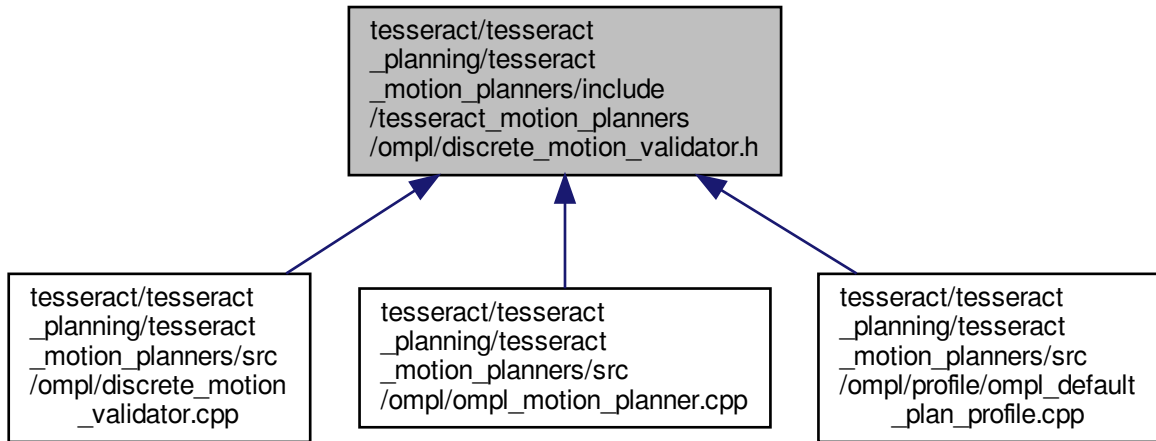 tesseract/tesseract
_planning/tesseract
_motion_planners/include
/tesseract_motion_planners
/ompl/discrete_motion_validator.h
tesseract/tesseract
_planning/tesseract
_motion_planners/src
/ompl/discrete_motion
_validator.cpp
tesseract/tesseract
_planning/tesseract
_motion_planners/src
/ompl/ompl_motion_planner.cpp
tesseract/tesseract
_planning/tesseract
_motion_planners/src
/ompl/profile/ompl_default
_plan_profile.cpp